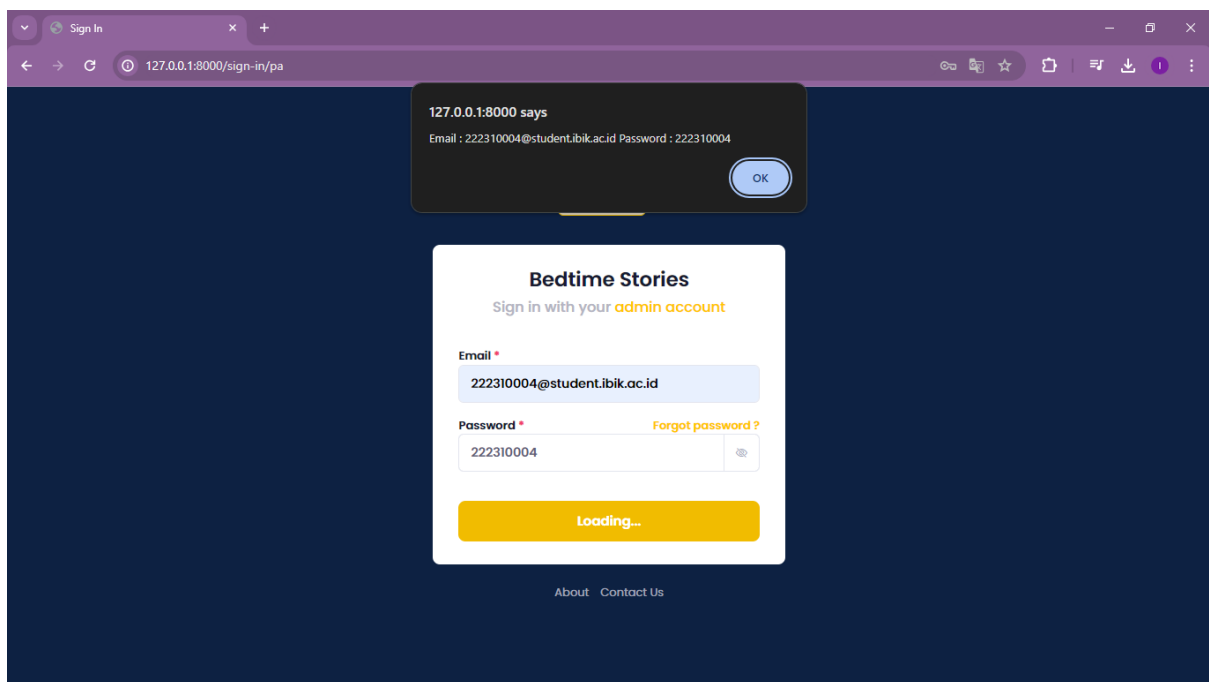 Sign In
127.0.0.1:8000/sign-in/pa
127.0.0.1:8000 says
Email : 222310004@student.ibik.ac.id Password : 222310004
OK
Bedtime Stories
Sign in with your admin account
Email *
222310004@student.ibik.ac.id
Password * Forgot password ?
222310004
Loading...
About Contact Us